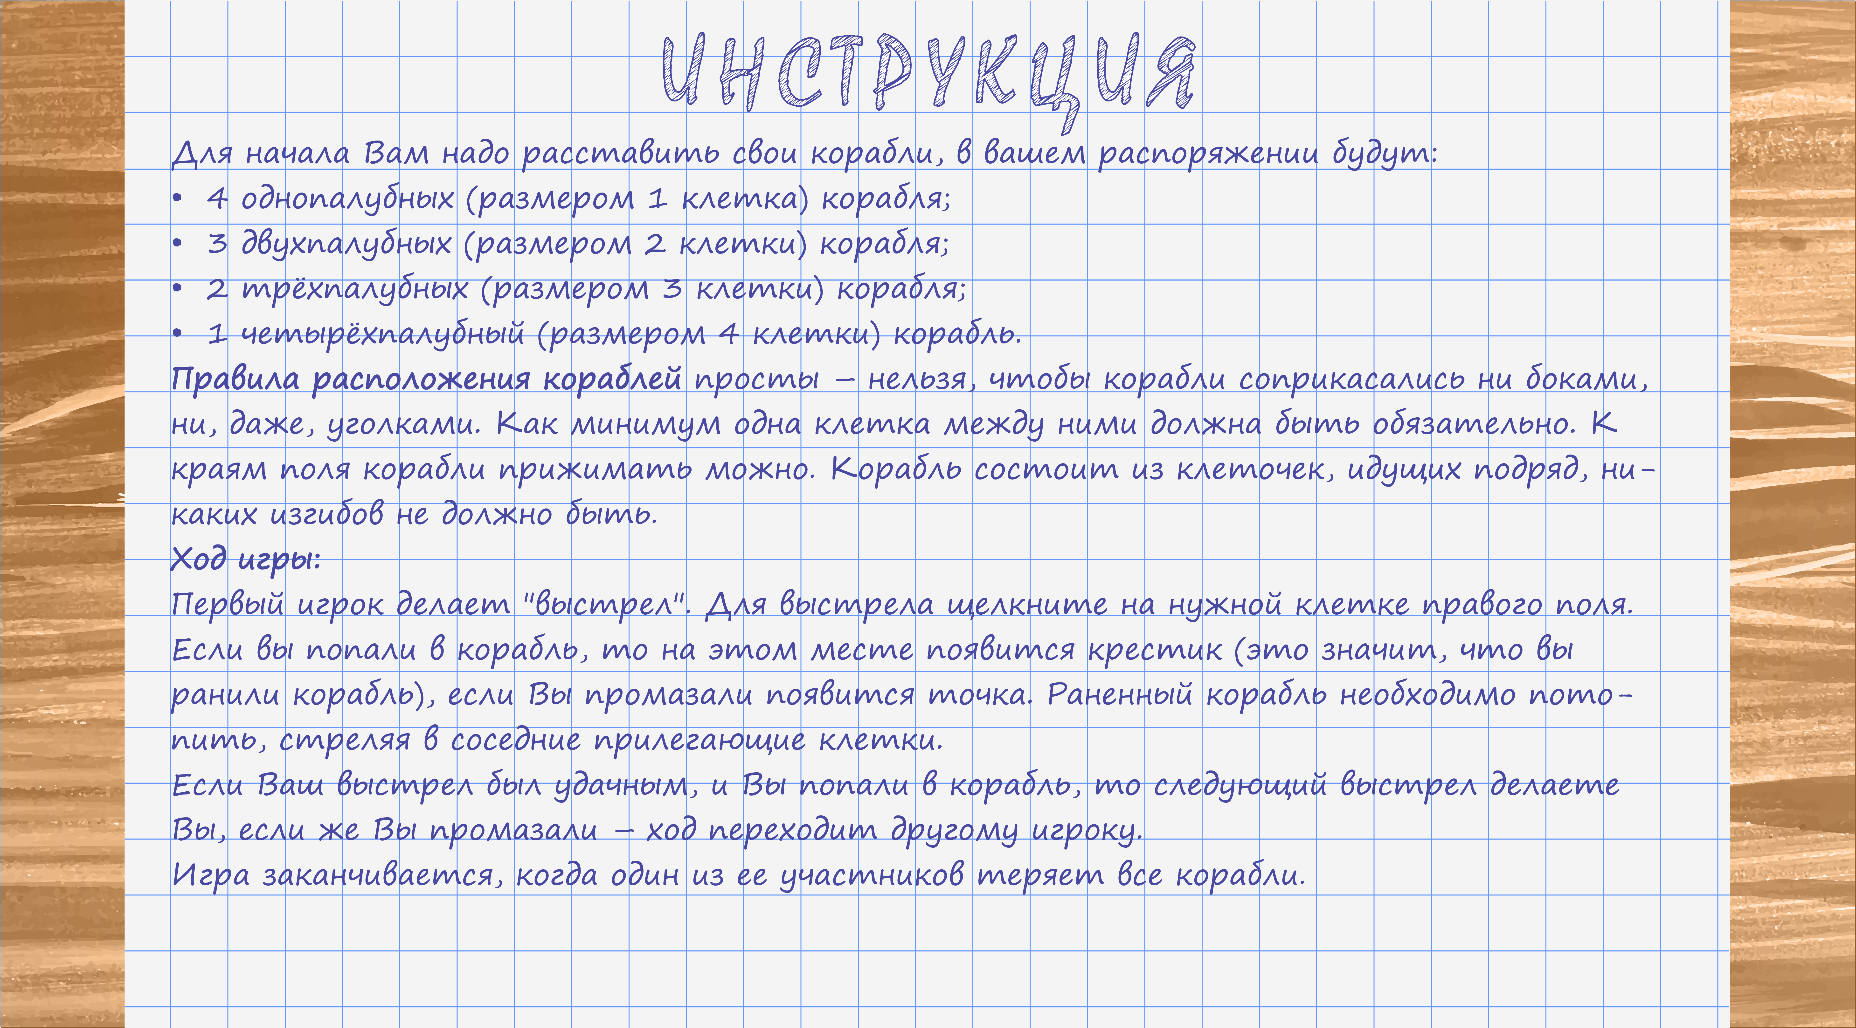 ИНСТРУКЦИЯ
Для начала Вам надо расставить свои корабли, в вашем распоряжении будут:
• 4 однопалубных (размером 1 клетка) корабля;
• 3 двухпалубных (размером 2 клетки) корабля;
• 2 трёхпалубных (размером 3 клетки) корабля;
• 1 четырёхпалубный (размером 4 клетки) корабль.
Правила расположения кораблей просты – нельзя, чтобы корабли соприкасались ни боками,
ни, даже, уголками. Как минимум одна клетка между ними должна быть обязательно. К
краям поля корабли прижимать можно. Корабль состоит из клеточек, идущих подряд, ни-
каких изгибов не должно быть.
Ход игры:
Первый игрок делает "выстрел". Для выстрела щелкните на нужной клетке правого поля.
Если вы попали в корабль, то на этом месте появится крестик (это значит, что вы
ранили корабль), если Вы промазали появится точка. Раненный корабль необходимо пото-
пить, стреляя в соседние прилегающие клетки.
Если Ваш выстрел был удачным, и Вы попали в корабль, то следующий выстрел делаете
Вы, если же Вы промазали – ход переходит другому игроку.
Игра заканчивается, когда один из ее участников теряет все корабли.